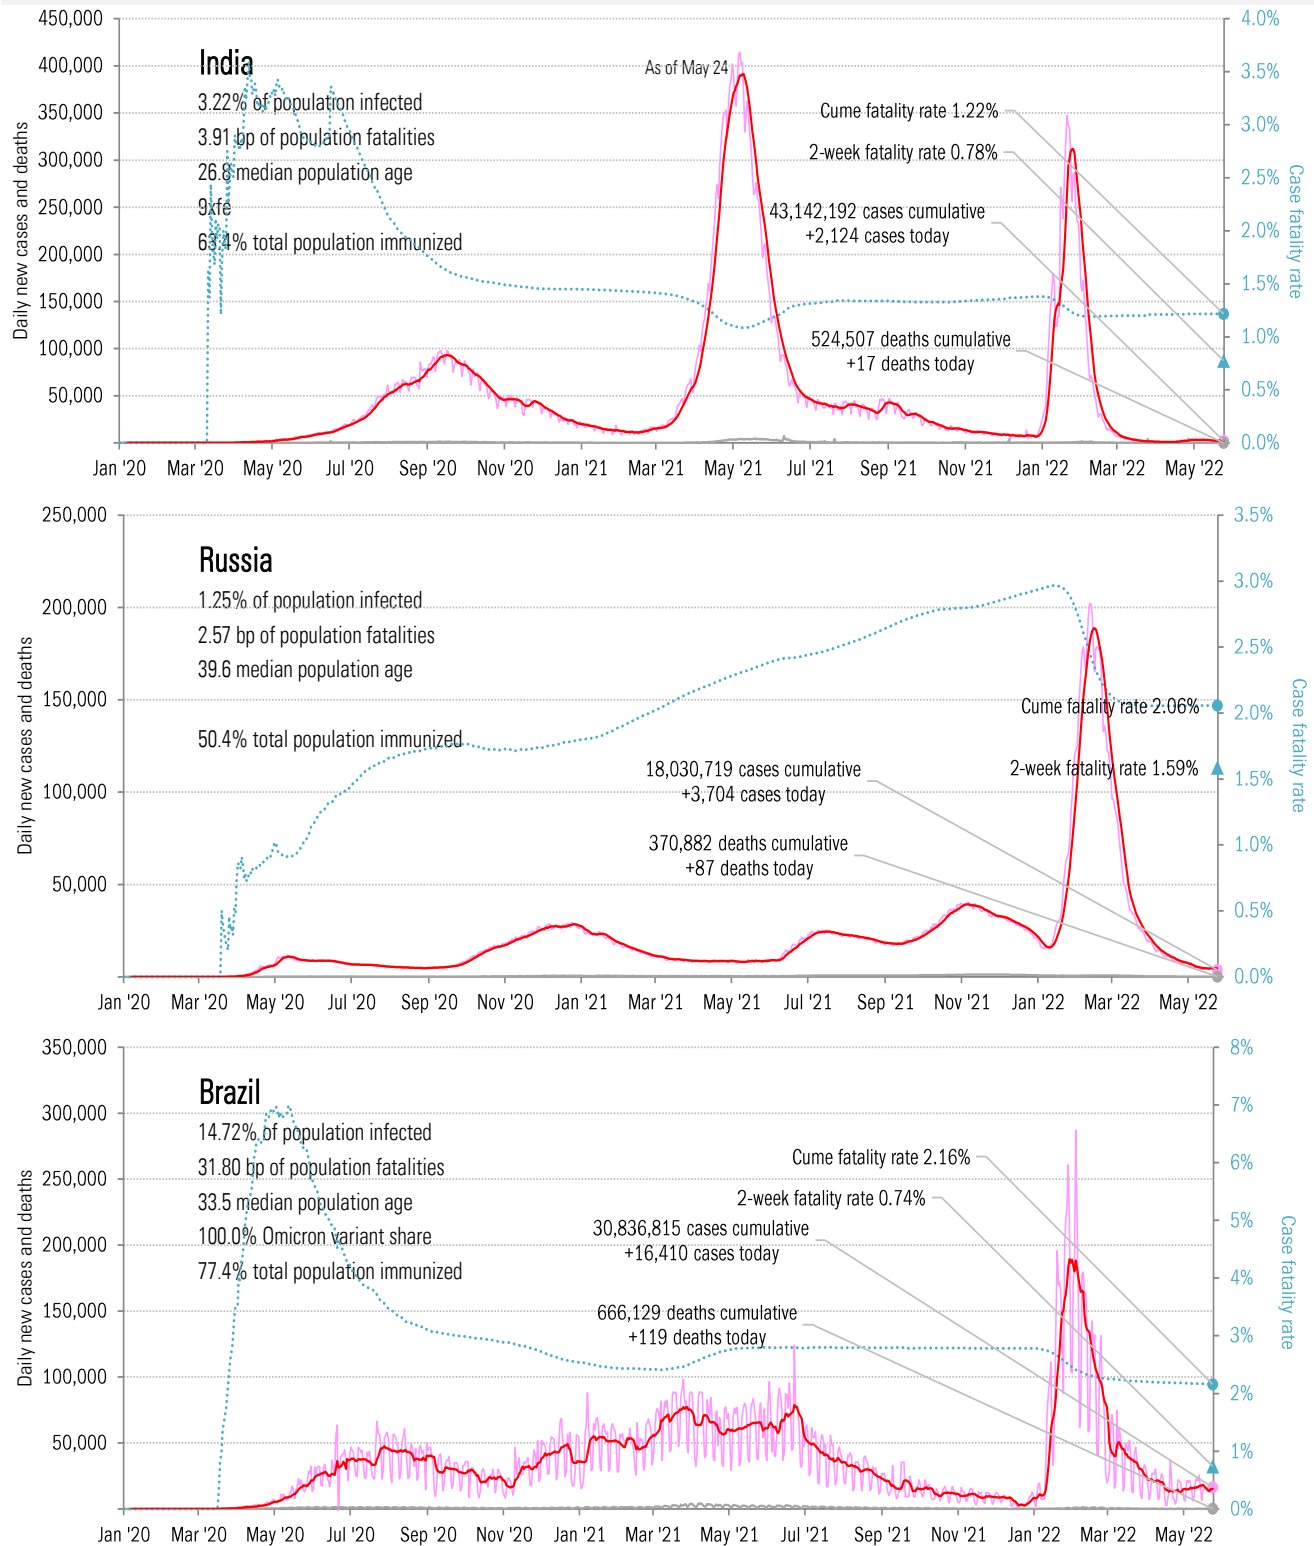 450,000
400,000
350,000
300,000
250,000
200,000
150,000
100,000
50,000
-
Daily new cases and deaths
India
3.22% of population infected
3.91 bp of population fatalities
26.8 median population age
63.4% total population immunized
As of May 24
Cume fatality rate 1.22%
2-week fatality rate 0.78%
43,142,192 cases cumulative
+2,124 cases today
524,507 deaths cumulative
+17 deaths today
4.0%
3.5%
3.0%
2.5%
2.0%
1.5%
1.0%
0.5%
0.0%
Case fatality rate
Jan '20 Mar '20 May '20 Jul '20 Sep '20 Nov '20 Jan '21 Mar '21 May '21 Jul '21 Sep '21 Nov '21 Jan '22 Mar '22 May '22
250,000
200,000
150,000
100,000
50,000
-
Daily new cases and deaths
Russia
1.25% of population infected
2.57 bp of population fatalities
39.6 median population age
50.4% total population immunized
Cume fatality rate 2.06%
2-week fatality rate 1.59%
18,030,719 cases cumulative
+3,704 cases today
370,882 deaths cumulative
+87 deaths today
3.5%
3.0%
2.5%
2.0%
1.5%
1.0%
0.5%
0.0%
Case fatality rate
Jan '20 Mar '20 May '20 Jul '20 Sep '20 Nov '20 Jan '21 Mar '21 May '21 Jul '21 Sep '21 Nov '21 Jan '22 Mar '22 May '22
350,000
300,000
250,000
200,000
150,000
100,000
50,000
-
Daily new cases and deaths
Brazil
14.72% of population infected
31.80 bp of population fatalities
33.5 median population age
100.0% Omicron variant share
77.4% total population immunized
Cume fatality rate 2.16%
2-week fatality rate 0.74%
30,836,815 cases cumulative
+16,410 cases today
666,129 deaths cumulative
+119 deaths today
8%
7%
6%
5%
4%
3%
2%
1%
0%
Case fatality rate
Jan '20 Mar '20 May '20 Jul '20 Sep '20 Nov '20 Jan '21 Mar '21 May '21 Jul '21 Sep '21 Nov '21 Jan '22 Mar '22 May '22